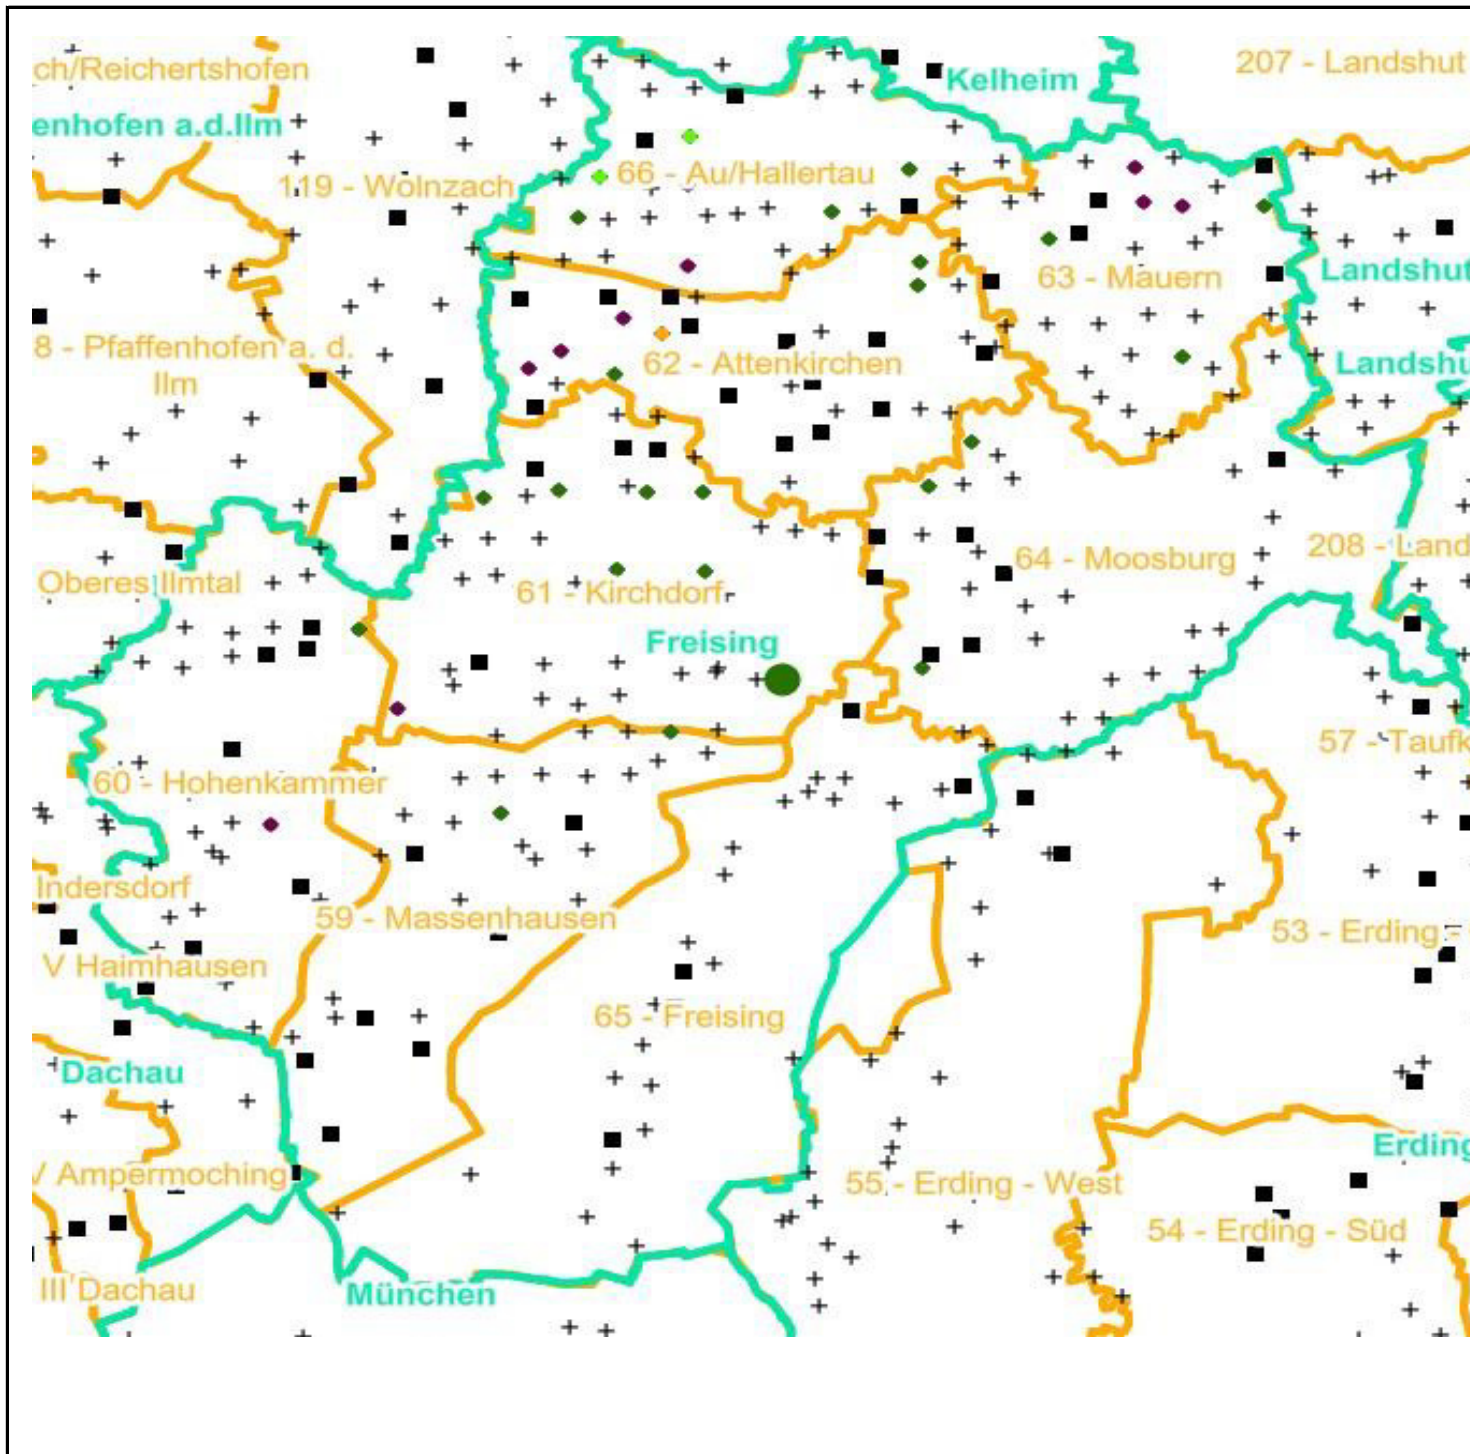 ch/Reichertshofen
207 - Landshut
Kelheim
enhofen a.d.Ilm
119 - Wolnzach
66 - Au/Hallertau
63 - Mauern
Landshut
8 - Pfaffenhofen a. d.
Ilm
62 - Attenkirchen
Landshu
208 - Land
64 - Moosburg
Oberes Ilmtal
61 - Kirchdorf
Freising
57 - Taufk
60 - Hohenkammer
Indersdorf
59 - Massenhausen
53 - Erding -
V Haimhausen
65 - Freising
Dachau
Erding
V Ampermoching
55 - Erding - West
54 - Erding - Süd
III Dachau
München